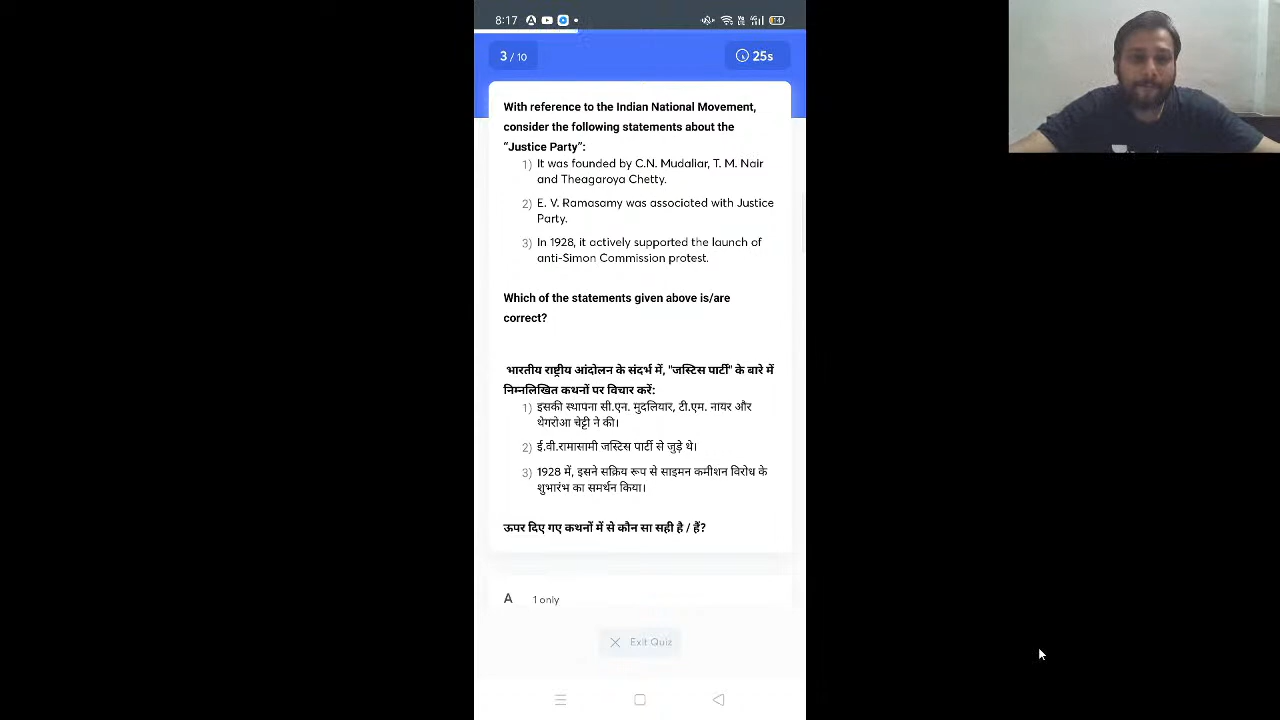 8:17
3 / 10
25s
With reference to the Indian National Movement,
consider the following statements about the
“Justice Party”:
1) It was founded by C.N. Mudaliar, T. M. Nair
and Theagaroya Chetty.
2) E. V. Ramasamy was associated with Justice
Party.
3) In 1928, it actively supported the launch of
anti-Simon Commission protest.
Which of the statements given above is/are
correct?
भारतीय राष्ट्रीय आंदोलन के संदर्भ में, "जस्टिस पार्टी" के बारे में
निम्नलिखित कथनों पर विचार करें:
1) इसकी स्थापना सी.एन. मुदलियार, टी.एम. नायर और
थेगरोआ चेट्टी ने की।
2) ई.वी.रामासामी जस्टिस पार्टी से जुड़े थे।
3) 1928 में, इसने सक्रिय रूप से साइमन कमीशन विरोध के
शुभारंभ का समर्थन किया।
ऊपर दिए गए कथनों में से कौन सा सही है / हैं?
A 1 only
Exit Quiz